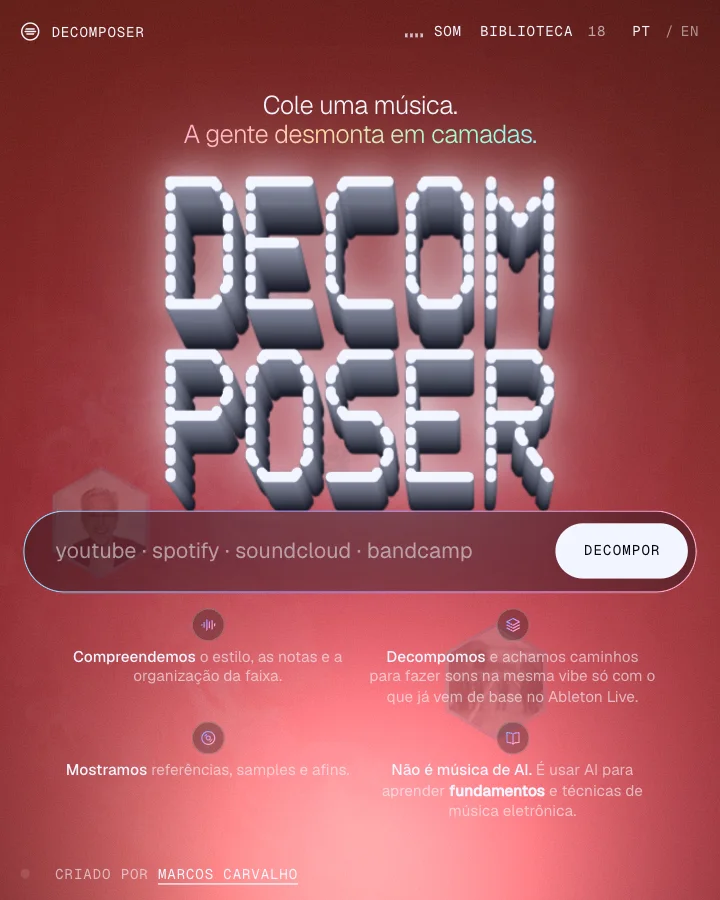 DECOMPOSER
SOM BIBLIOTECA 18 PT / EN
Cole uma música.
A gente desmonta em camadas.
DECOM
POSER
youtube · spotify · soundcloud · bandcamp
DECOMPOR
Compreendemos o estilo, as notas e a
organização da faixa.
Decompomos e achamos caminhos
para fazer sons na mesma vibe só com o
que já vem de base no Ableton Live.
Mostramos referências, samples e afins.
Não é música de AI. É usar AI para
aprender fundamentos e técnicas de
música eletrônica.
CRIADO POR MARCOS CARVALHO